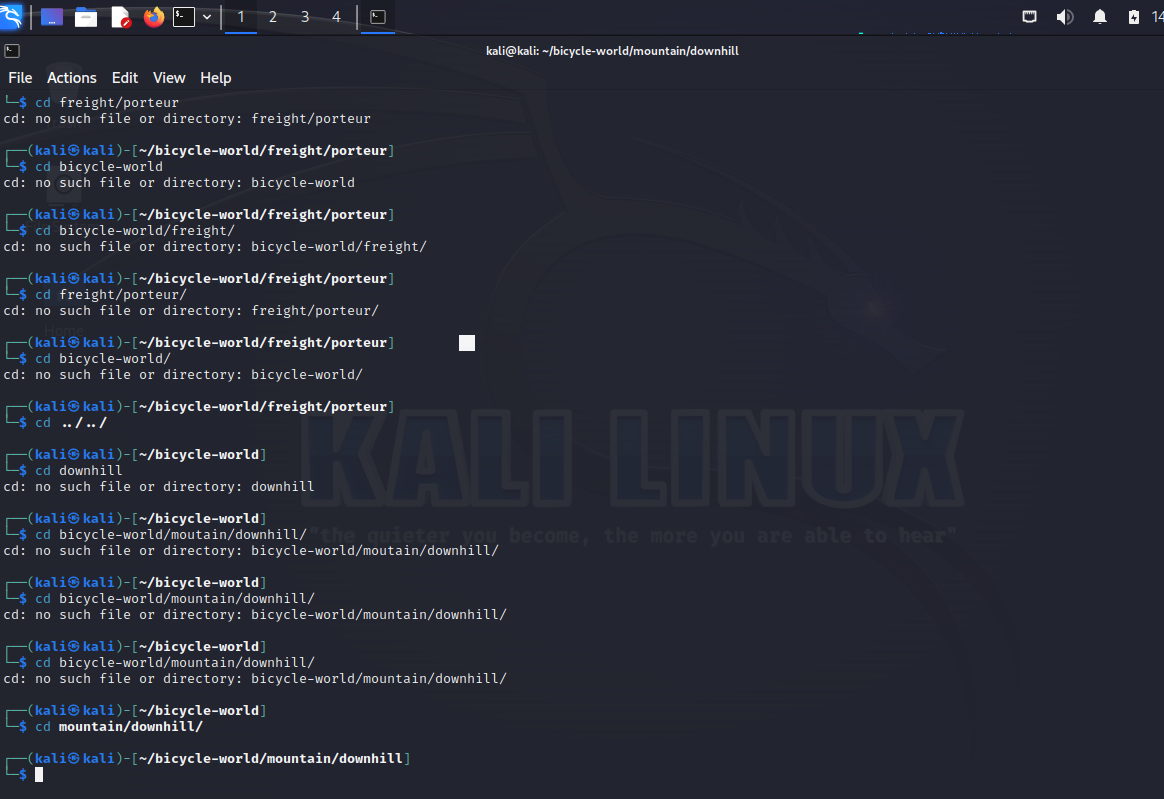 1 2 3 4 14
kali@kali: ~/bicycle-world/mountain/downhill
File Actions Edit View Help
└─$ cd freight/porteur
cd: no such file or directory: freight/porteur
┌──(kali㉿kali)-[~/bicycle-world/freight/porteur]
└─$ cd bicycle-world
cd: no such file or directory: bicycle-world
┌──(kali㉿kali)-[~/bicycle-world/freight/porteur]
└─$ cd bicycle-world/freight/
cd: no such file or directory: bicycle-world/freight/
┌──(kali㉿kali)-[~/bicycle-world/freight/porteur]
└─$ cd freight/porteur/
cd: no such file or directory: freight/porteur/
Home
┌──(kali㉿kali)-[~/bicycle-world/freight/porteur]
└─$ cd bicycle-world/
cd: no such file or directory: bicycle-world/
┌──(kali㉿kali)-[~/bicycle-world/freight/porteur]
└─$ cd ../../
┌──(kali㉿kali)-[~/bicycle-world]
└─$ cd downhill
cd: no such file or directory: downhill
KALI LINUX
┌──(kali㉿kali)-[~/bicycle-world]
└─$ cd bicycle-world/moutain/downhill/
"the quieter you become, the more you are able to hear"
cd: no such file or directory: bicycle-world/moutain/downhill/
┌──(kali㉿kali)-[~/bicycle-world]
└─$ cd bicycle-world/mountain/downhill/
cd: no such file or directory: bicycle-world/mountain/downhill/
┌──(kali㉿kali)-[~/bicycle-world]
└─$ cd bicycle-world/mountain/downhill/
cd: no such file or directory: bicycle-world/mountain/downhill/
┌──(kali㉿kali)-[~/bicycle-world]
└─$ cd mountain/downhill/
┌──(kali㉿kali)-[~/bicycle-world/mountain/downhill]
└─$